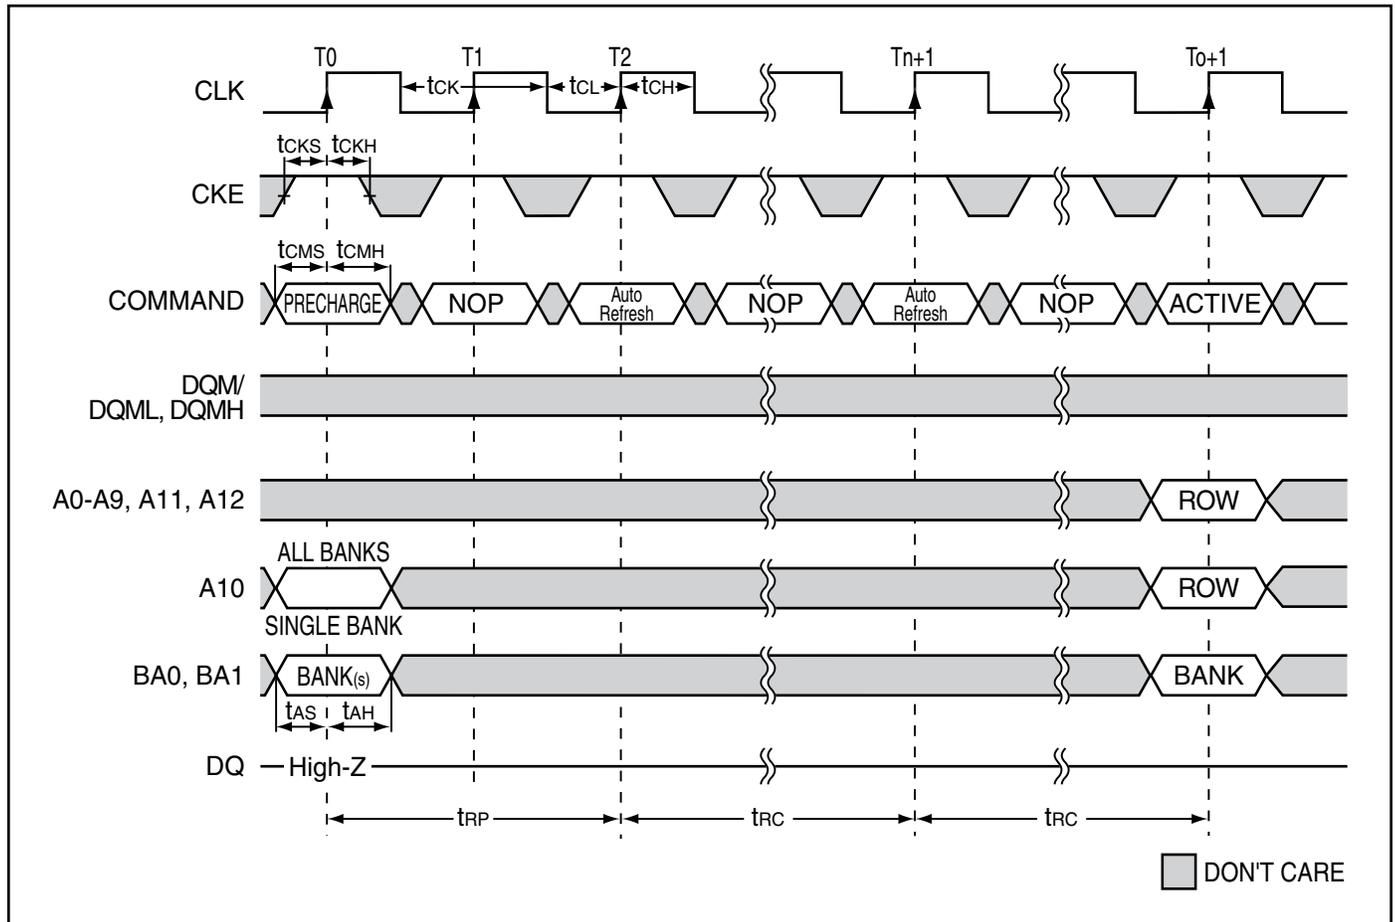 T0 T1 T2 Tn+1 To+1
CLK tCK tCL tCH
tCKS tCKH
CKE
tCMS tCMH
COMMAND PRECHARGE NOP Auto Refresh NOP Auto Refresh NOP ACTIVE
DQM/
DQML, DQMH
A0-A9, A11, A12 ROW
ALL BANKS
A10 ROW
SINGLE BANK
BA0, BA1 BANK(s) BANK
tAS tAH
DQ High-Z
tRP tRC tRC
DON'T CARE